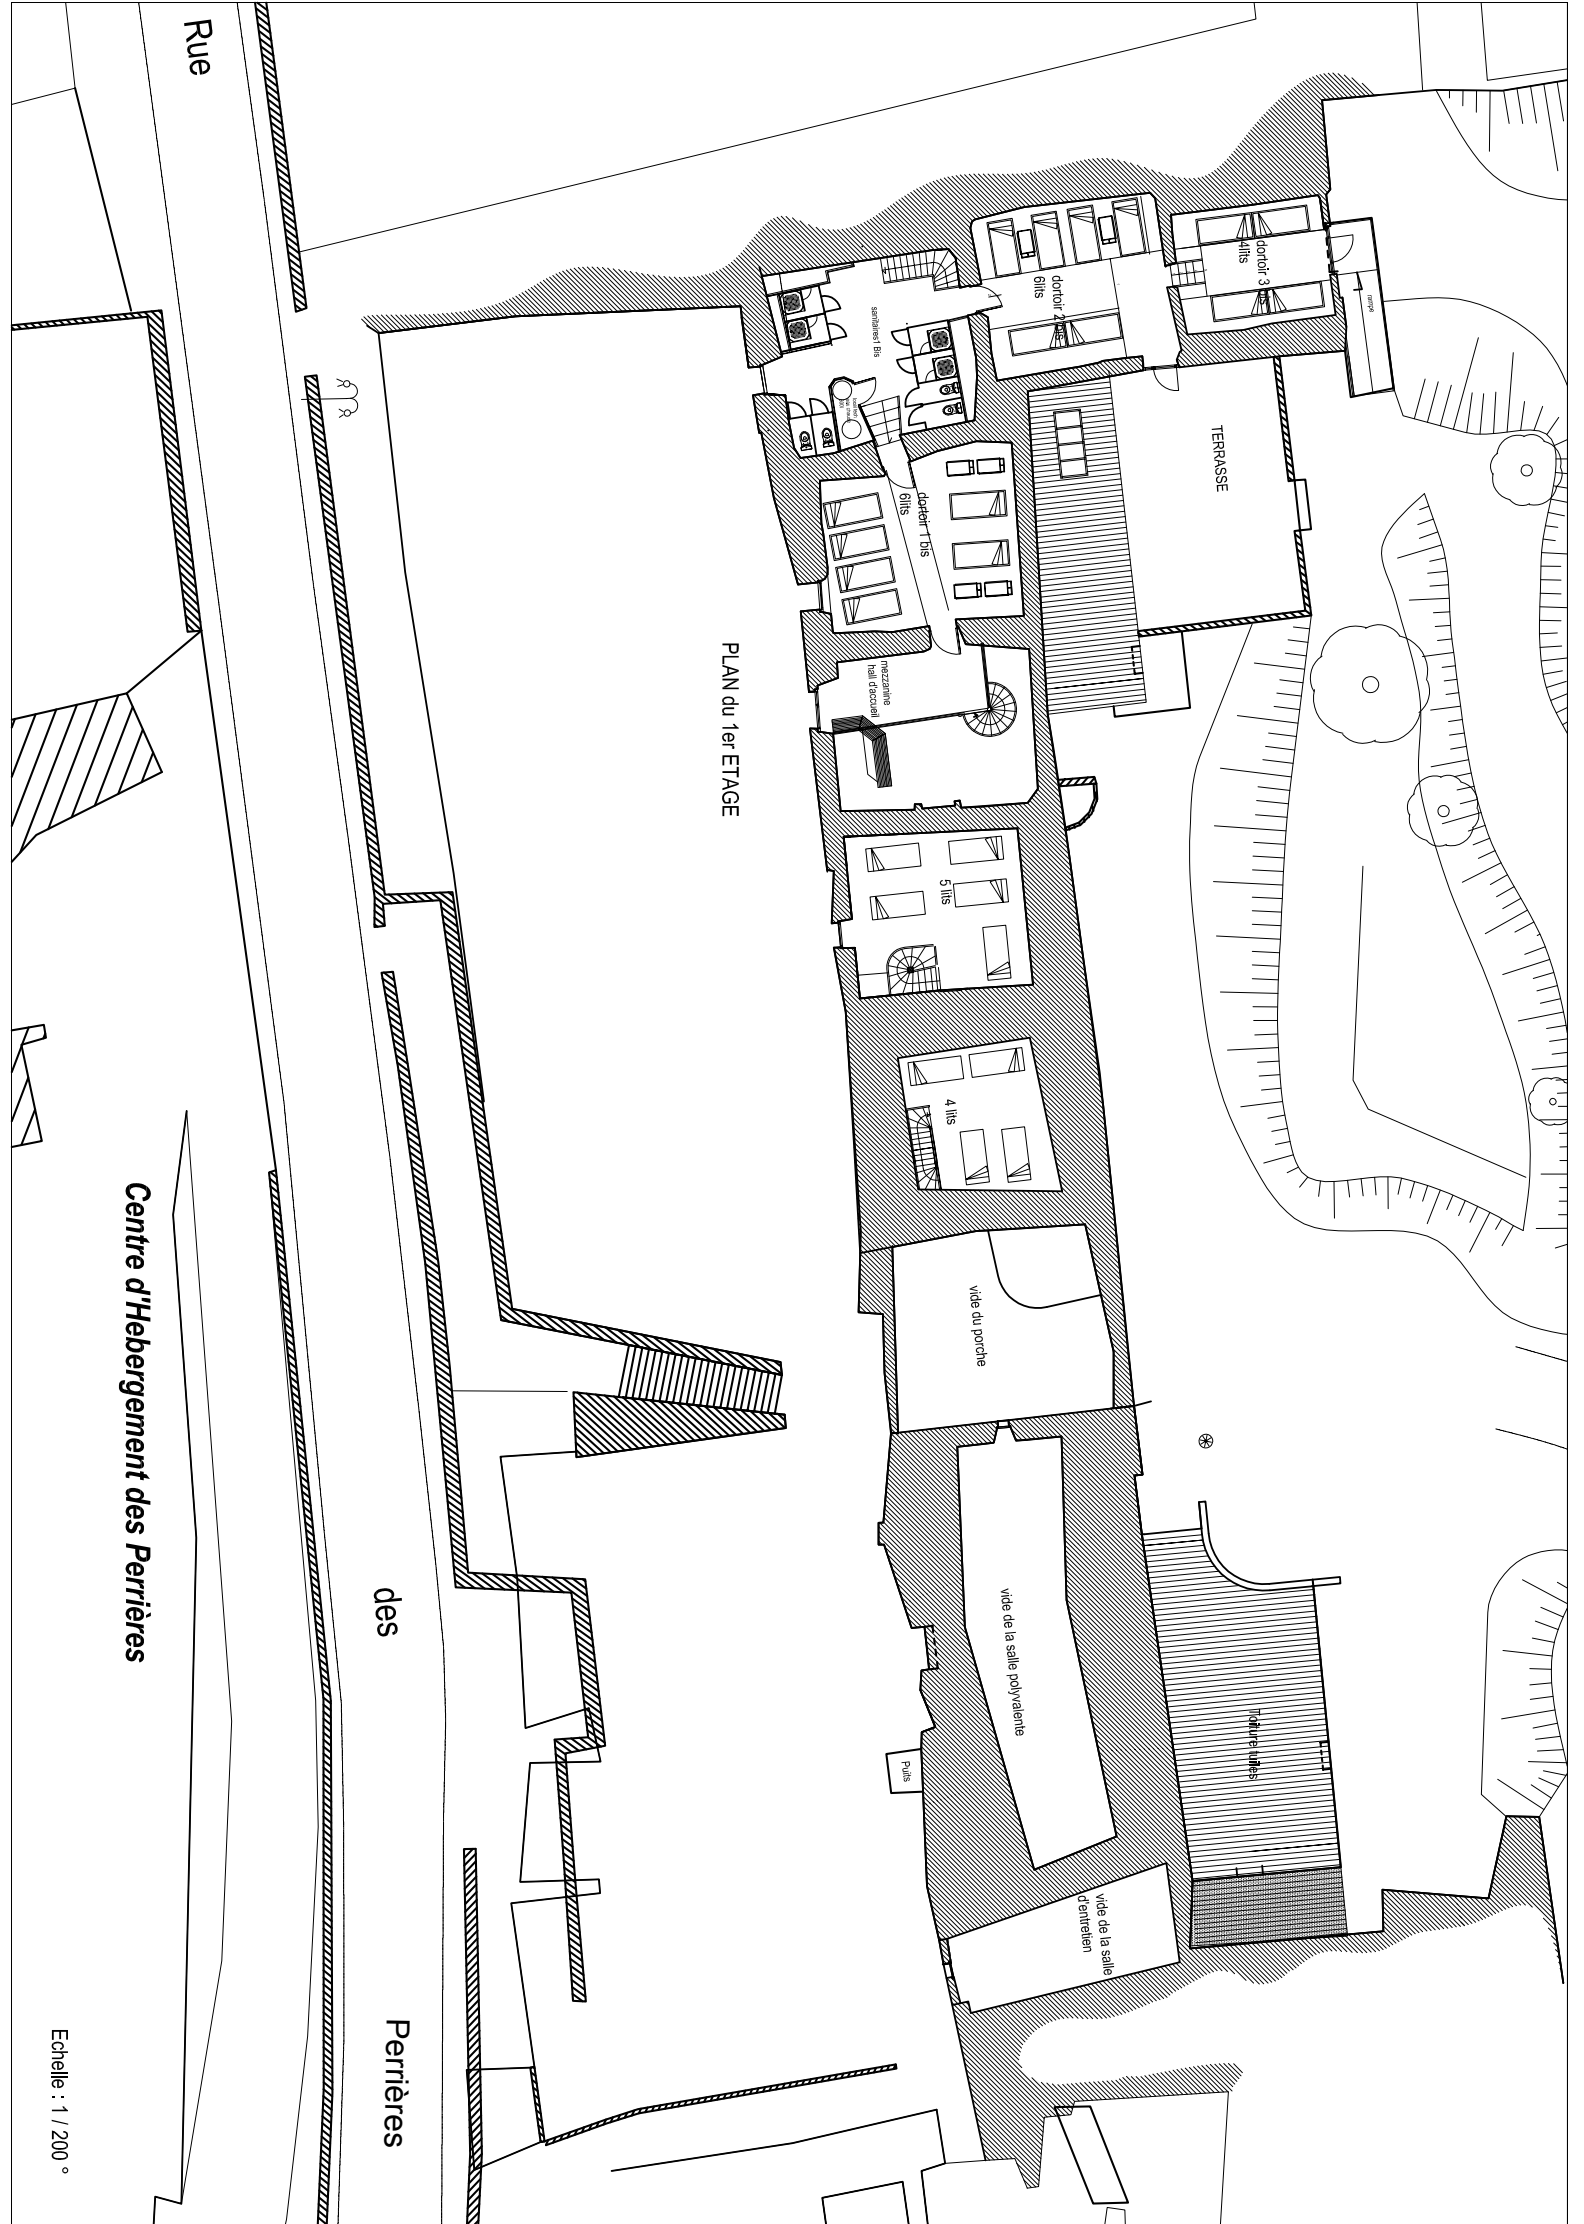 Rue
des
Perrières
Centre d'Hebergement des Perrières
Echelle : 1 / 200 °
PLAN du 1er ETAGE
rampe
dortoir 3 bis
4lits
dortoir 2 bis
6lits
sanitaires1 Bis
TERRASSE
dortoir 1 bis
6lits
mezzanine
hall d'accueil
5 lits
4 lits
vide du porche
vide de la salle polyvalente
Toiture tuiles
Puits
vide de la salle
d'entretien